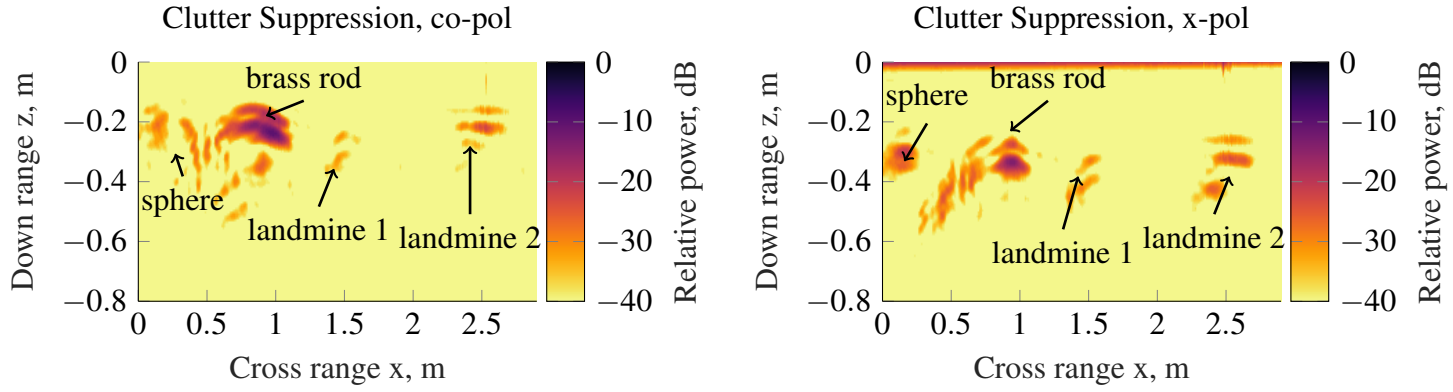 Clutter Suppression, co-pol
0
−0.2
−0.4
−0.6
−0.8
0
0.5
1
1.5
2
2.5
Cross range x, m
Down range z, m
brass rod
sphere
landmine 1
landmine 2
0
−10
−20
−30
−40
Relative power, dB
Clutter Suppression, x-pol
0
−0.2
−0.4
−0.6
−0.8
0
0.5
1
1.5
2
2.5
Cross range x, m
Down range z, m
sphere
brass rod
landmine 1
landmine 2
0
−10
−20
−30
−40
Relative power, dB